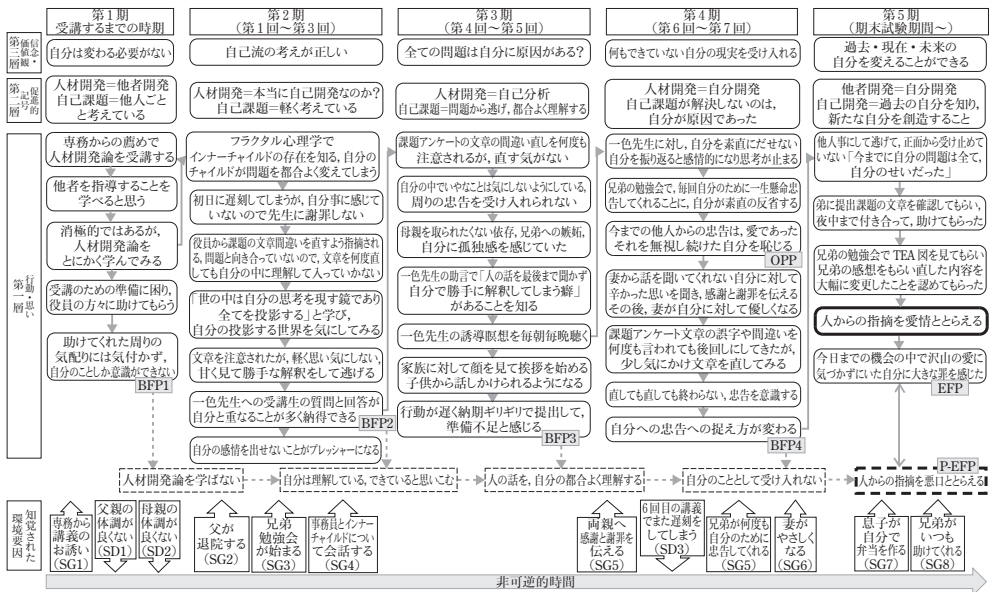 第1期
受講するまでの時期
第2期
(第1回～第3回)
第3期
(第4回～第5回)
第4期
(第6回～第7回)
第5期
(期末試験期間～)
第三層
信念・価値観
自分は変わる必要がない
自己流の考えが正しい
全ての問題は自分に原因がある?
何もできていない自分の現実を受け入れる
過去・現在・未来の
自分を変えることができる
第二層
促進的記号
人材開発=他者開発
自己課題=他人ごと
と考えている
人材開発=本当に自己開発なのか?
自己課題=軽く考えている
人材開発=自己分析
自己課題=問題から逃げ,都合よく理解する
人材開発=自分開発
自己課題が解決しないのは,
自分が原因であった
他者開発=自分開発
自己開発=過去の自分を知り,
新たな自分を創造すること
第一層
行動・思い
専務からの薦めで
人材開発論を受講する
他者を指導することを
学べると思う
消極的ではあるが,
人材開発論を
とにかく学んでみる
受講のための準備に困り,
役員の方々に助けてもらう
助けてくれた周りの
気配りには気付かず,
自分のことしか意識ができない
BFP1
フラクタル心理学で
インナーチャイルドの存在を知る,自分の
チャイルドが問題を都合よく変えてしまう
初日に遅刻してしまうが,自分事に感じて
いないので先生に謝罪しない
役員から課題の文章間違いを直すよう指摘され
る,問題と向き合っていないので,文章を何度直
しても自分の中に理解して入っていかない
「世の中は自分の思考を現す鏡であり
全てを投影する」と学び,
自分の投影する世界を気にしてみる
文章を注意されたが,軽く思い気にしない,
甘く見て勝手な解釈をして逃げる
一色先生への受講生の質問と回答が
自分と重なることが多く納得できる
BFP2
自分の感情を出せないことがプレッシャーになる
課題アンケートの文章の間違い直しを何度も
注意されるが,直す気がない
自分の中でいやなことは気にしないようにしている,
周りの忠告を受け入れられない
母親を取られたくない依存,兄弟への嫉妬,
自分に孤独感を感じていた
一色先生の助言で「人の話を最後まで聞かず
自分で勝手に解釈してしまう癖」
があることを知る
一色先生の誘導瞑想を毎朝毎晩聴く
家族に対して顔を見て挨拶を始める
子供から話しかけられるようになる
行動が遅く納期ギリギリで提出して,
準備不足と感じる
BFP3
一色先生に対し,自分を素直にだせない
自分を振り返ると感情的になり思考が止まる
兄弟の勉強会で,毎回自分のために一生懸命忠
告してくれることに,自分が素直の反省する
今までの他人からの忠告は,愛であった
それを無視し続けた自分を恥じる
OPP
妻から話を聞いてくれない自分に対して
辛かった思いを聞き,感謝と謝罪を伝える
その後,妻が自分に対して優しくなる
課題アンケート文章の誤字や間違いを
何度も言われても後回しにしてきたが,
少し気にかけ文章を直してみる
直しても直しても終わらない,忠告を意識する
自分への忠告への捉え方が変わる
BFP4
他人事にして逃げて,正面から受け止めて
いない「今までに自分の問題は全て,
自分のせいだった」
弟に提出課題の文章を確認してもらい,
夜中まで付き合って,助けてもらった
兄弟の勉強会でTEA図を見てもらい
兄弟の感想をもらい直した内容を
大幅に変更したことを認めてもらった
人からの指摘を愛情ととらえる
今日までの機会の中で沢山の愛に
気づかずにいた自分に大きな罪を感じた
EFP
人材開発論を学ばない
自分は理解している,できていると思いこむ
人の話を,自分の都合よく理解する
自分のこととして受け入れない
P-EFP
人からの指摘を悪口ととらえる
知覚された
環境要因
専務から
講義の
お誘い
(SG1)
父親の
体調が
良くない
(SD1)
母親の
体調が
良くない
(SD2)
父が
退院する
(SG2)
兄弟
勉強会
が始まる
(SG3)
事務員とインナー
チャイルドについ
て会話する
(SG4)
両親へ
感謝と謝罪を
伝える
(SG5)
6回目の講義
でまた遅刻を
してしまう
(SD3)
兄弟が何度も
自分のために
忠告してくれる
(SG5)
妻が
やさしく
なる
(SG6)
息子が
自分で
弁当を作る
(SG7)
兄弟が
いつも
助けてくれる
(SG8)
非可逆的時間